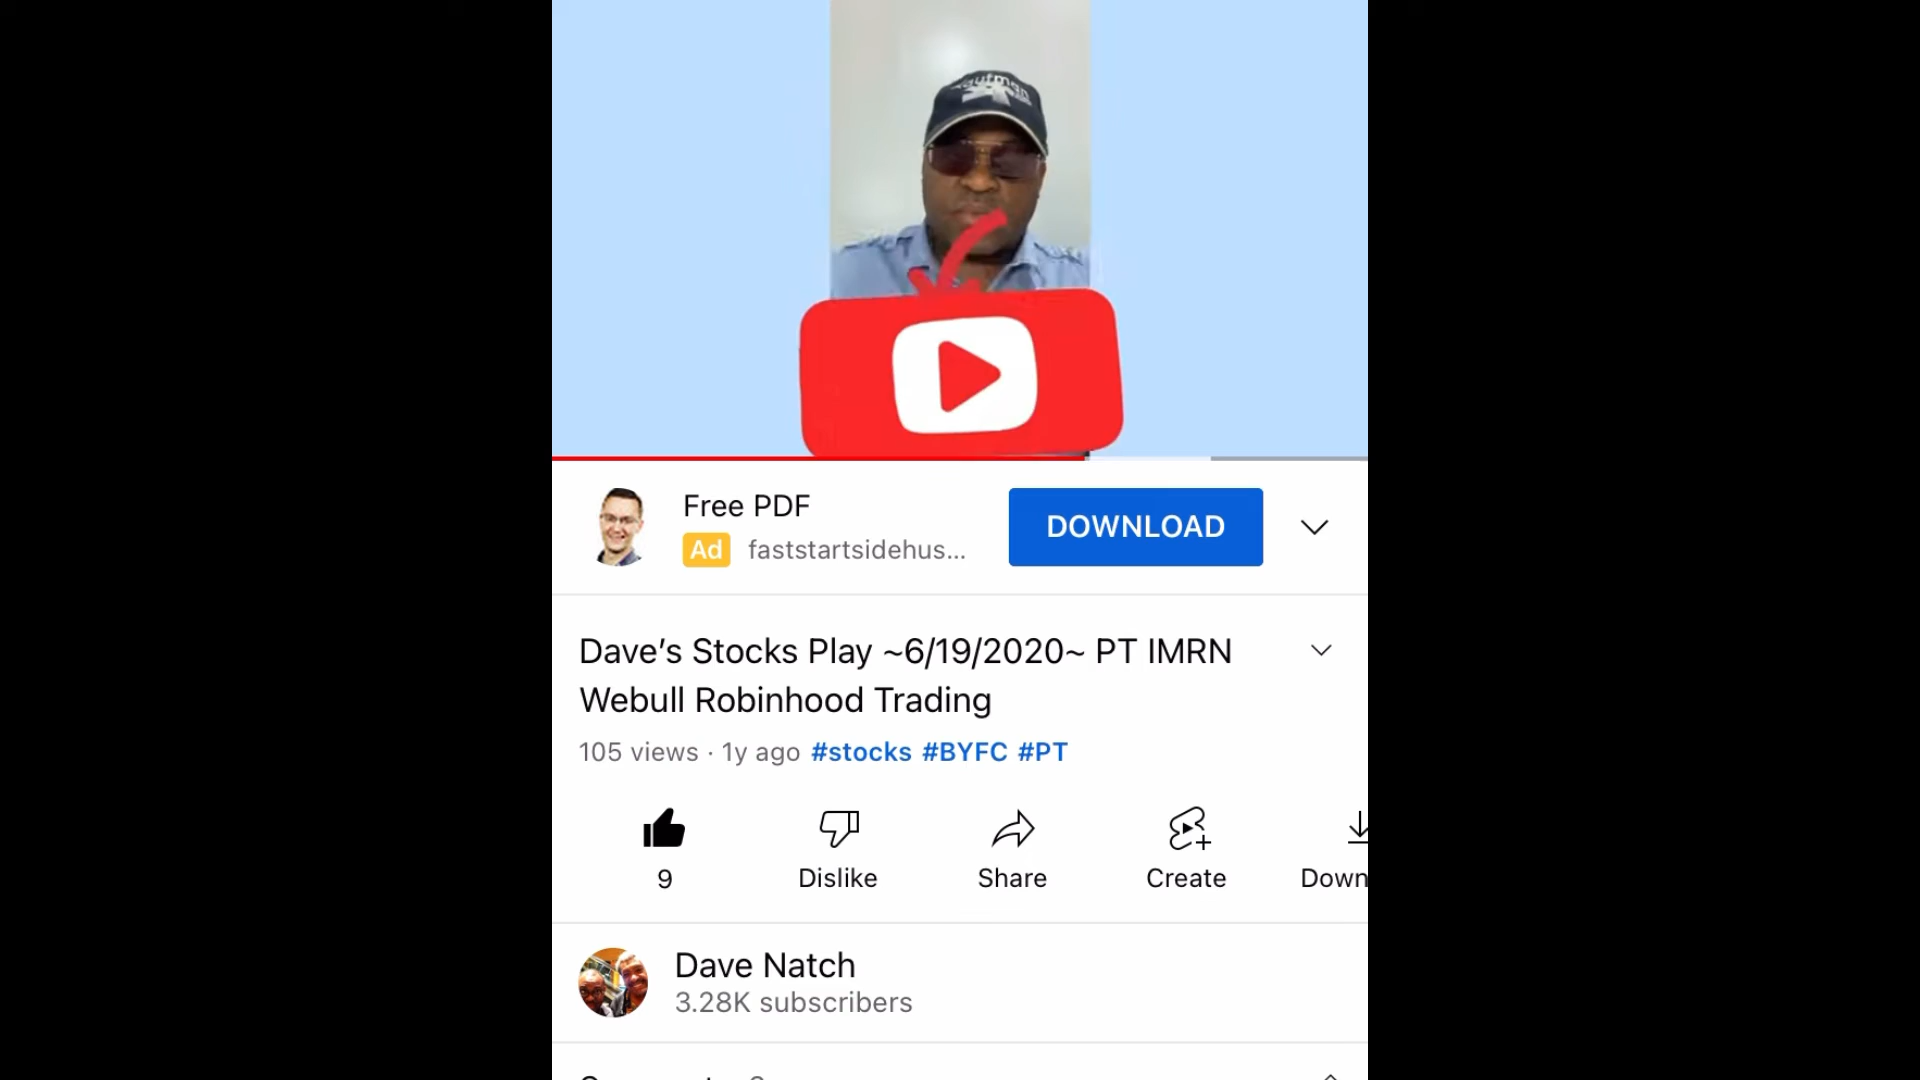 Kaufman
Free PDF
DOWNLOAD
Ad faststartsidehus...
Dave’s Stocks Play ~6/19/2020~ PT IMRN
Webull Robinhood Trading
105 views · 1y ago #stocks #BYFC #PT
9
Dislike
Share
Create
Down
Dave Natch
3.28K subscribers